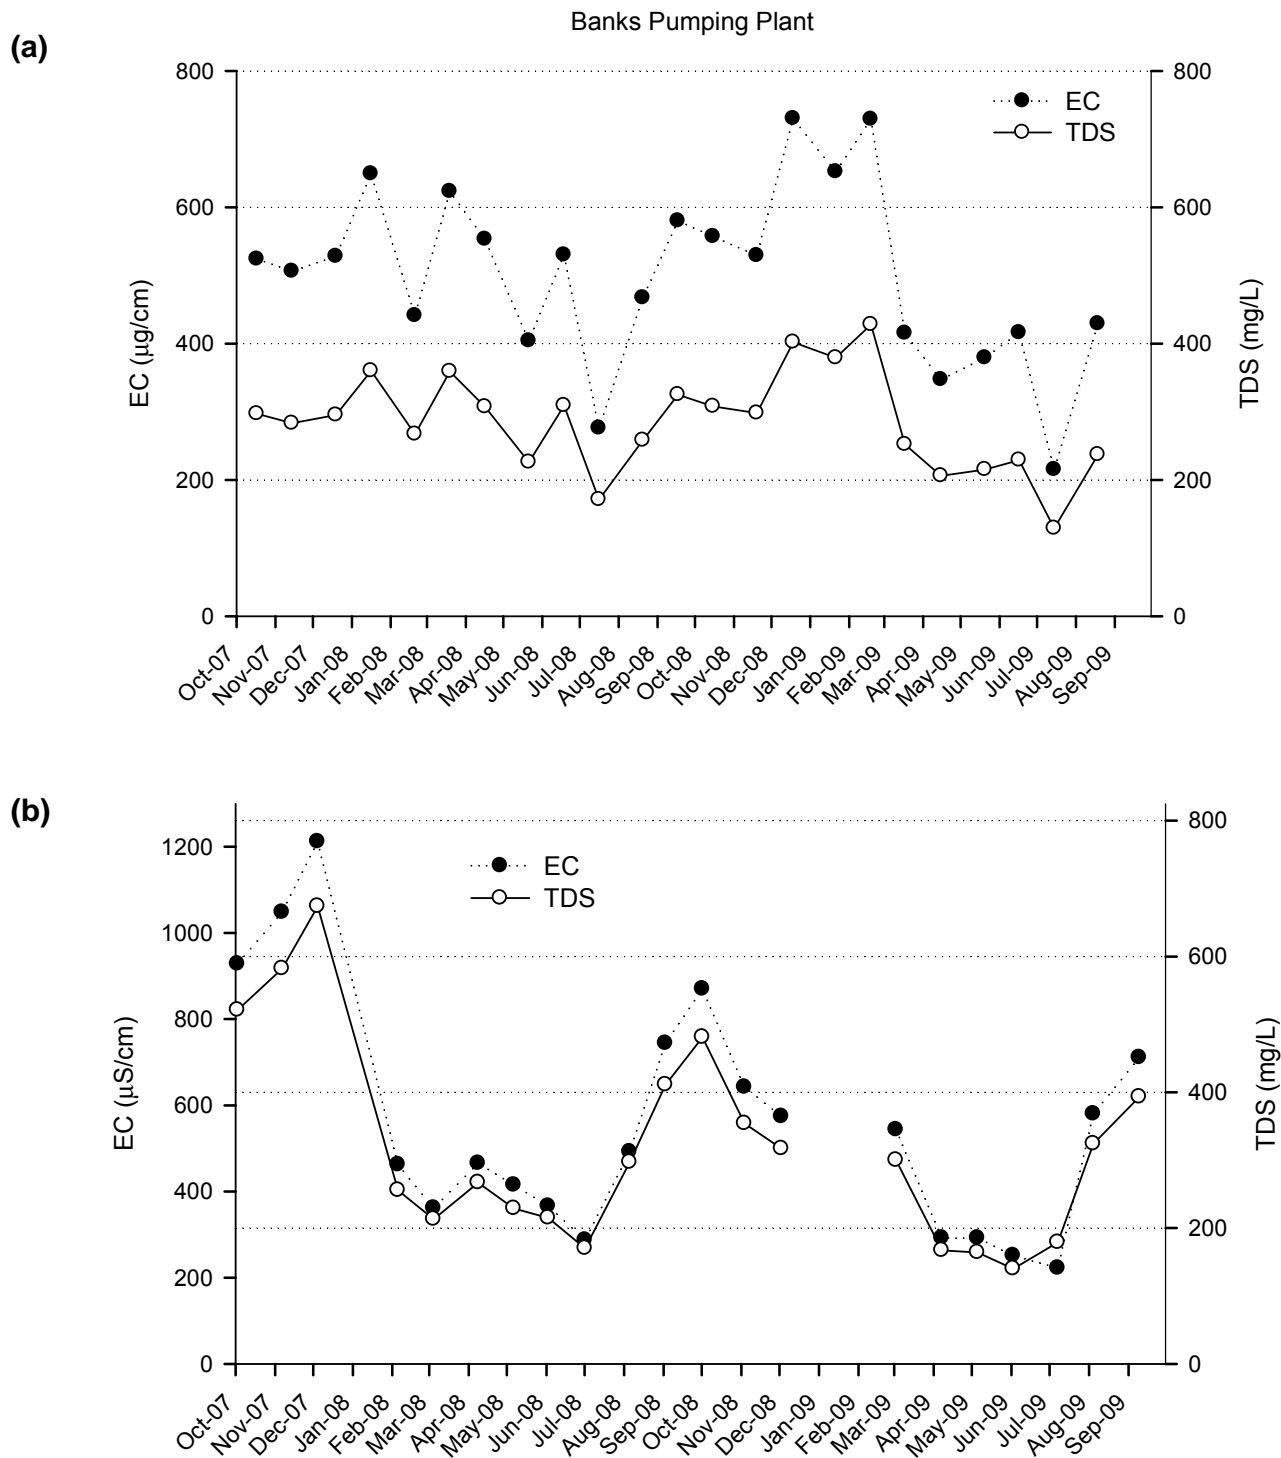 Banks Pumping Plant
(a)
800
600
400
200
0
EC (µg/cm)
EC
TDS
800
600
400
200
0
TDS (mg/L)
Oct-07
Nov-07
Dec-07
Jan-08
Feb-08
Mar-08
Apr-08
May-08
Jun-08
Jul-08
Aug-08
Sep-08
Oct-08
Nov-08
Dec-08
Jan-09
Feb-09
Mar-09
Apr-09
May-09
Jun-09
Jul-09
Aug-09
Sep-09
(b)
1200
1000
800
600
400
200
0
EC (µS/cm)
EC
TDS
800
600
400
200
0
TDS (mg/L)
Oct-07
Nov-07
Dec-07
Jan-08
Feb-08
Mar-08
Apr-08
May-08
Jun-08
Jul-08
Aug-08
Sep-08
Oct-08
Nov-08
Dec-08
Jan-09
Feb-09
Mar-09
Apr-09
May-09
Jun-09
Jul-09
Aug-09
Sep-09